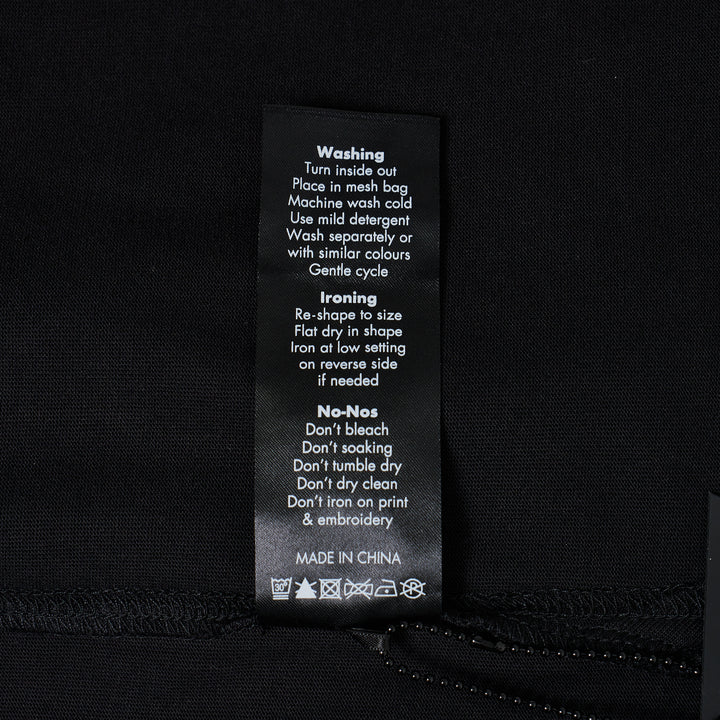 Washing
Turn inside out
Place in mesh bag
Machine wash cold
Use mild detergent
Wash separately or
with similar colours
Gentle cycle
Ironing
Re-shape to size
Flat dry in shape
Iron at low setting
on reverse side
if needed
No-Nos
Don't bleach
Don't soaking
Don't tumble dry
Don't dry clean
Don't iron on print
& embroidery
MADE IN CHINA
30° P